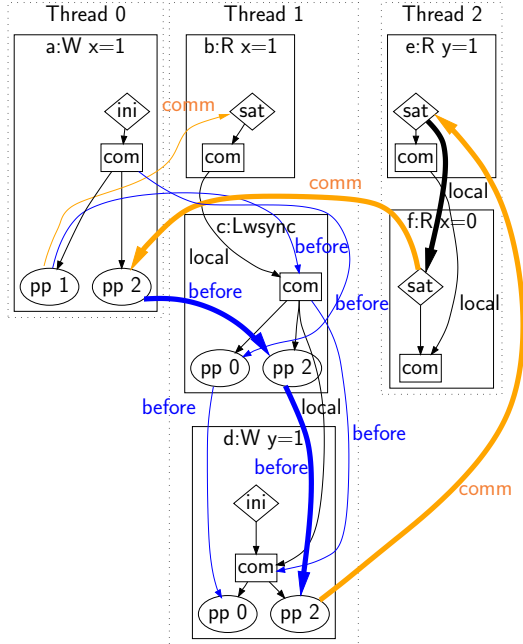 Thread 0
Thread 1
Thread 2
a:W x=1
b:R x=1
e:R y=1
ini
comm
sat
sat
com
com
com
comm
local
c:Lwsync
f:R x=0
before
local
pp 1
pp 2
before
com
before
sat
local
pp 0
pp 2
com
before
local
before
d:W y=1
before
ini
comm
com
pp 0
pp 2